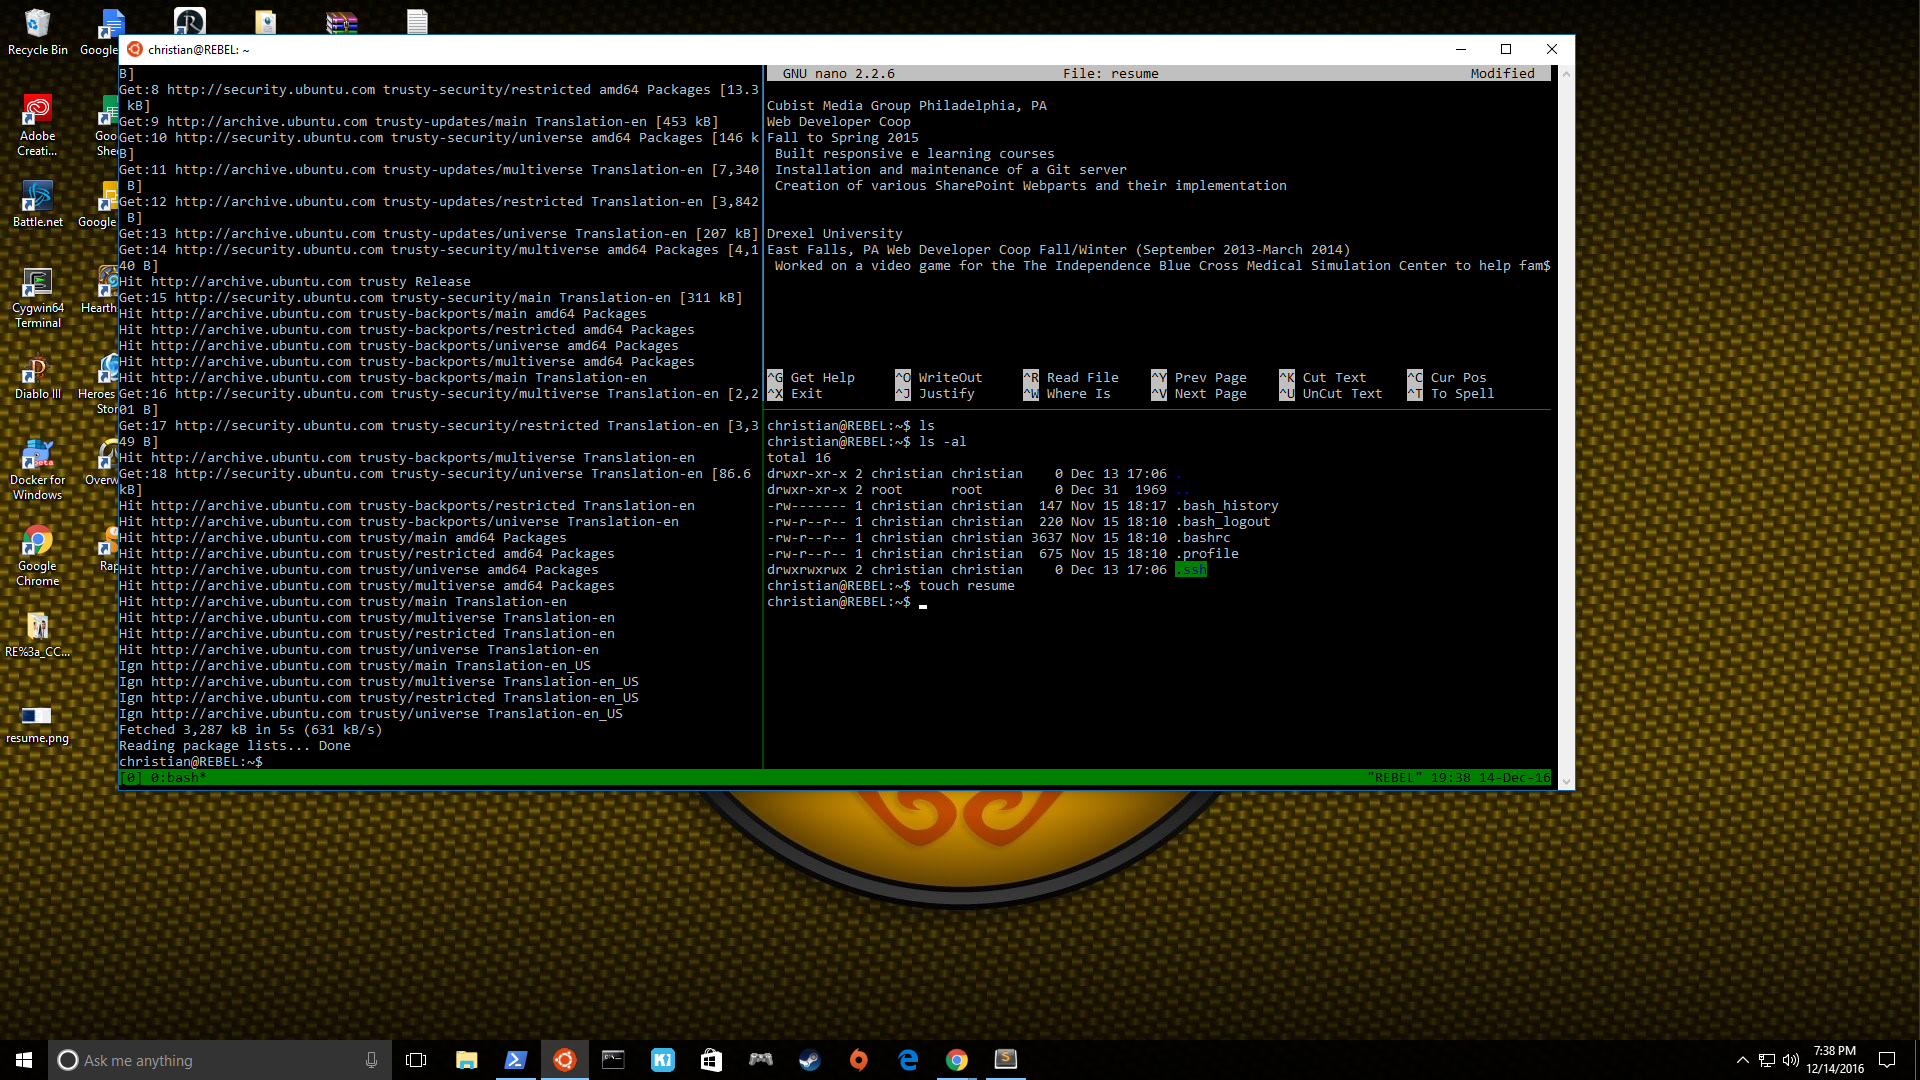 Recycle Bin
Google
Adobe
Creati...
Goo
She
Battle.net
Google
Cygwin64
Terminal
Hearth
Diablo III
Heroes
Stor
Docker for
Windows
Overw
Google
Chrome
Rap
RE%3a_CC...
resume.png
christian@REBEL: ~
B]
Get:8 http://security.ubuntu.com trusty-security/restricted amd64 Packages [13.3
kB]
Get:9 http://archive.ubuntu.com trusty-updates/main Translation-en [453 kB]
Get:10 http://security.ubuntu.com trusty-security/universe amd64 Packages [146 k
B]
Get:11 http://archive.ubuntu.com trusty-updates/multiverse Translation-en [7,340
B]
Get:12 http://archive.ubuntu.com trusty-updates/restricted Translation-en [3,842
B]
Get:13 http://archive.ubuntu.com trusty-updates/universe Translation-en [207 kB]
Get:14 http://security.ubuntu.com trusty-security/multiverse amd64 Packages [4,1
40 B]
Hit http://archive.ubuntu.com trusty Release
Get:15 http://security.ubuntu.com trusty-security/main Translation-en [311 kB]
Hit http://archive.ubuntu.com trusty-backports/main amd64 Packages
Hit http://archive.ubuntu.com trusty-backports/restricted amd64 Packages
Hit http://archive.ubuntu.com trusty-backports/universe amd64 Packages
Hit http://archive.ubuntu.com trusty-backports/multiverse amd64 Packages
Hit http://archive.ubuntu.com trusty-backports/main Translation-en
Get:16 http://security.ubuntu.com trusty-security/multiverse Translation-en [2,2
01 B]
Get:17 http://security.ubuntu.com trusty-security/restricted Translation-en [3,3
49 B]
Hit http://archive.ubuntu.com trusty-backports/multiverse Translation-en
Get:18 http://security.ubuntu.com trusty-security/universe Translation-en [86.6
kB]
Hit http://archive.ubuntu.com trusty-backports/restricted Translation-en
Hit http://archive.ubuntu.com trusty-backports/universe Translation-en
Hit http://archive.ubuntu.com trusty/main amd64 Packages
Hit http://archive.ubuntu.com trusty/restricted amd64 Packages
Hit http://archive.ubuntu.com trusty/universe amd64 Packages
Hit http://archive.ubuntu.com trusty/multiverse amd64 Packages
Hit http://archive.ubuntu.com trusty/main Translation-en
Hit http://archive.ubuntu.com trusty/multiverse Translation-en
Hit http://archive.ubuntu.com trusty/restricted Translation-en
Hit http://archive.ubuntu.com trusty/universe Translation-en
Ign http://archive.ubuntu.com trusty/main Translation-en_US
Ign http://archive.ubuntu.com trusty/multiverse Translation-en_US
Ign http://archive.ubuntu.com trusty/restricted Translation-en_US
Ign http://archive.ubuntu.com trusty/universe Translation-en_US
Fetched 3,287 kB in 5s (631 kB/s)
Reading package lists... Done
christian@REBEL:~$
GNU nano 2.2.6 File: resume Modified
Cubist Media Group Philadelphia, PA
Web Developer Coop
Fall to Spring 2015
Built responsive e learning courses
Installation and maintenance of a Git server
Creation of various SharePoint Webparts and their implementation
Drexel University
East Falls, PA Web Developer Coop Fall/Winter (September 2013-March 2014)
Worked on a video game for the The Independence Blue Cross Medical Simulation Center to help fam$
^G Get Help ^O WriteOut ^R Read File ^Y Prev Page ^K Cut Text ^C Cur Pos
^X Exit ^J Justify ^W Where Is ^V Next Page ^U UnCut Text ^T To Spell
christian@REBEL:~$ ls
christian@REBEL:~$ ls -al
total 16
drwxr-xr-x 2 christian christian 0 Dec 13 17:06 .
drwxr-xr-x 2 root root 0 Dec 31 1969 ..
-rw------- 1 christian christian 147 Nov 15 18:17 .bash_history
-rw-r--r-- 1 christian christian 220 Nov 15 18:10 .bash_logout
-rw-r--r-- 1 christian christian 3637 Nov 15 18:10 .bashrc
-rw-r--r-- 1 christian christian 675 Nov 15 18:10 .profile
drwxrwxrwx 2 christian christian 0 Dec 13 17:06 .ssh
christian@REBEL:~$ touch resume
christian@REBEL:~$
[0] 0:bash* "REBEL" 19:38 14-Dec-16
Ask me anything
7:38 PM
12/14/2016